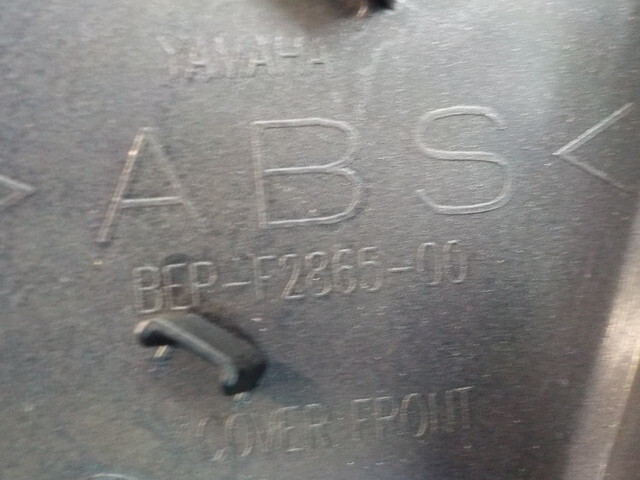 YAMAHA
>ABS<
BEP-F2865-00
COVER FRONT